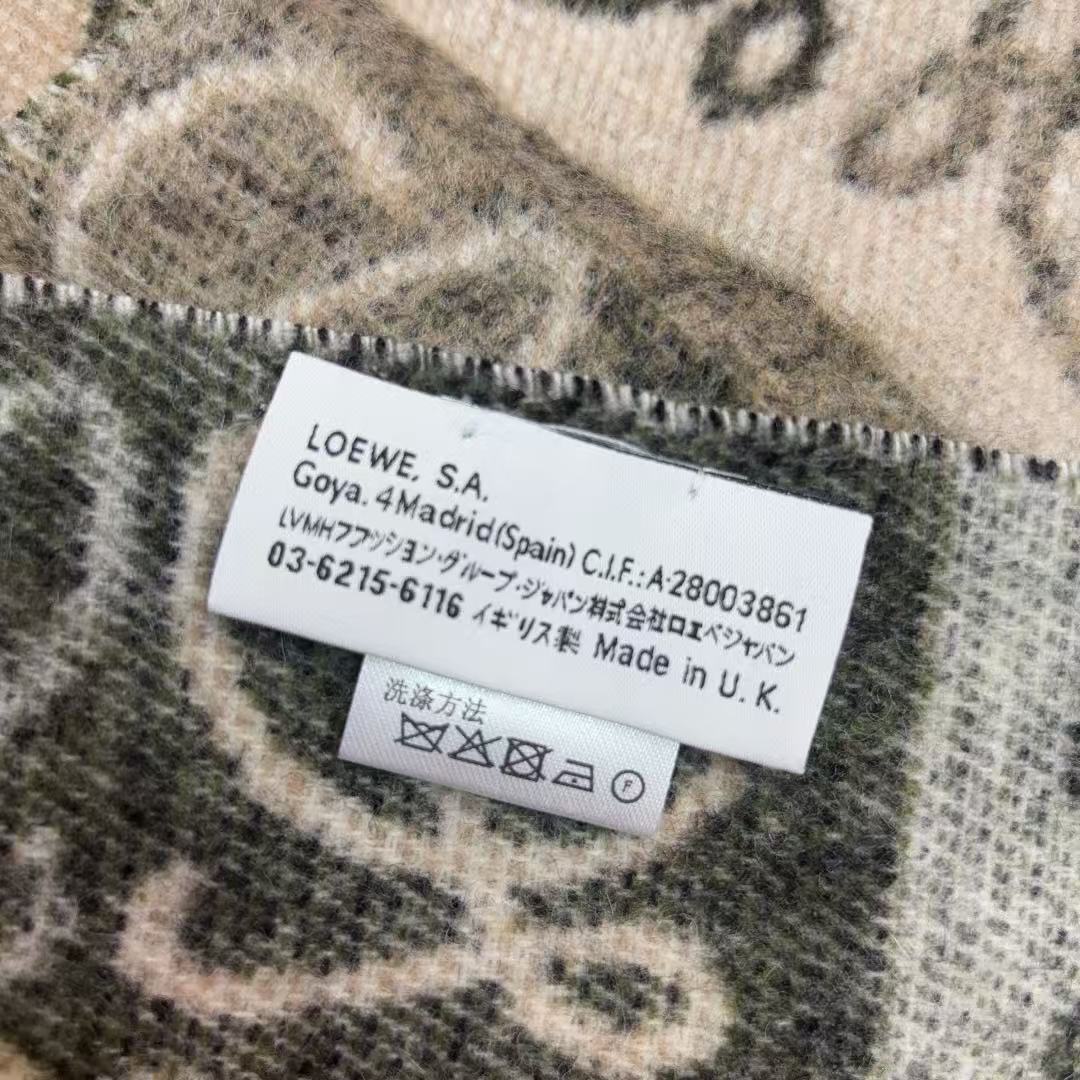 LOEWE, S.A.
Goya. 4 Madrid (Spain) C.I.F.: A-28003861
LVMHファッション・グループ・ジャパン株式会社ロエベジャパン
03-6215-6116 イギリス製 Made in U. K.
洗涤方法
F